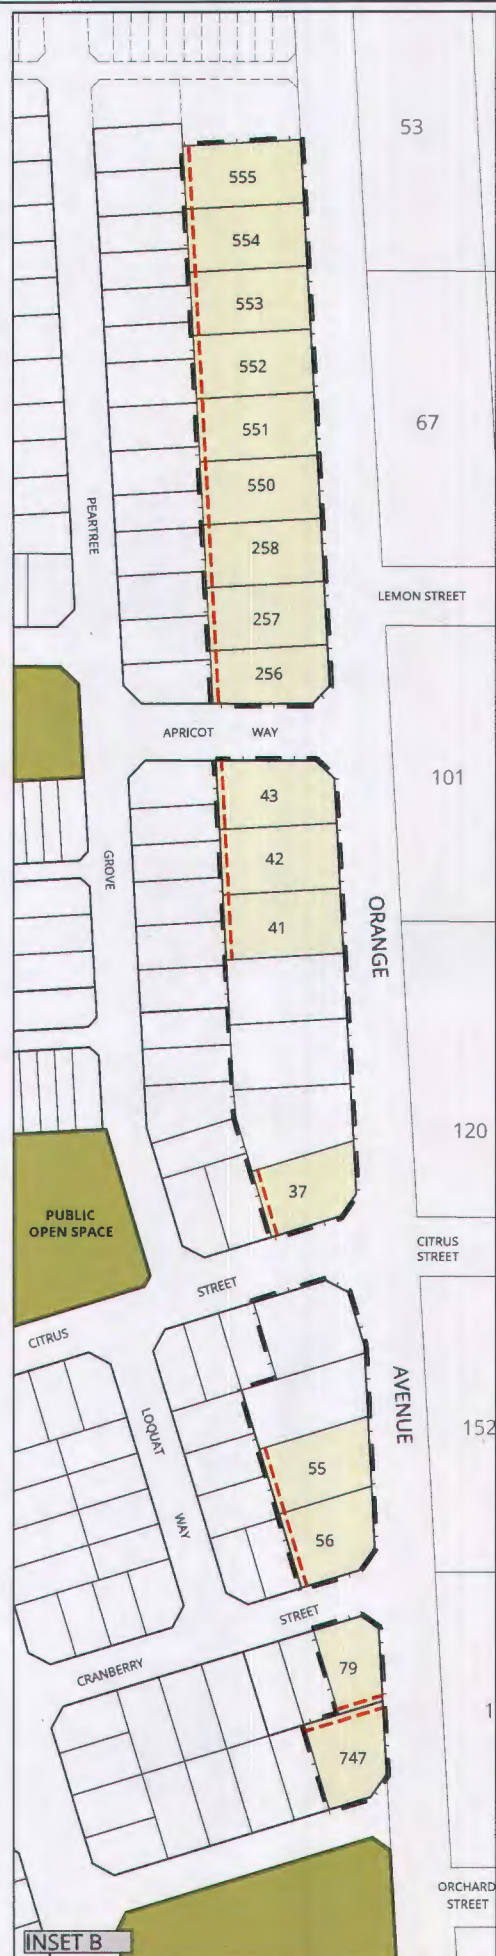 53
555
554
553
552
67
551
550
PEARTREE
258
LEMON STREET
257
256
APRICOT WAY
101
43
42
GROVE
41
ORANGE
120
37
PUBLIC
OPEN SPACE
CITRUS
STREET
STREET
CITRUS
AVENUE
LOQUAT
152
55
WAY
56
STREET
79
CRANBERRY
1
747
ORCHARD
STREET
INSET B